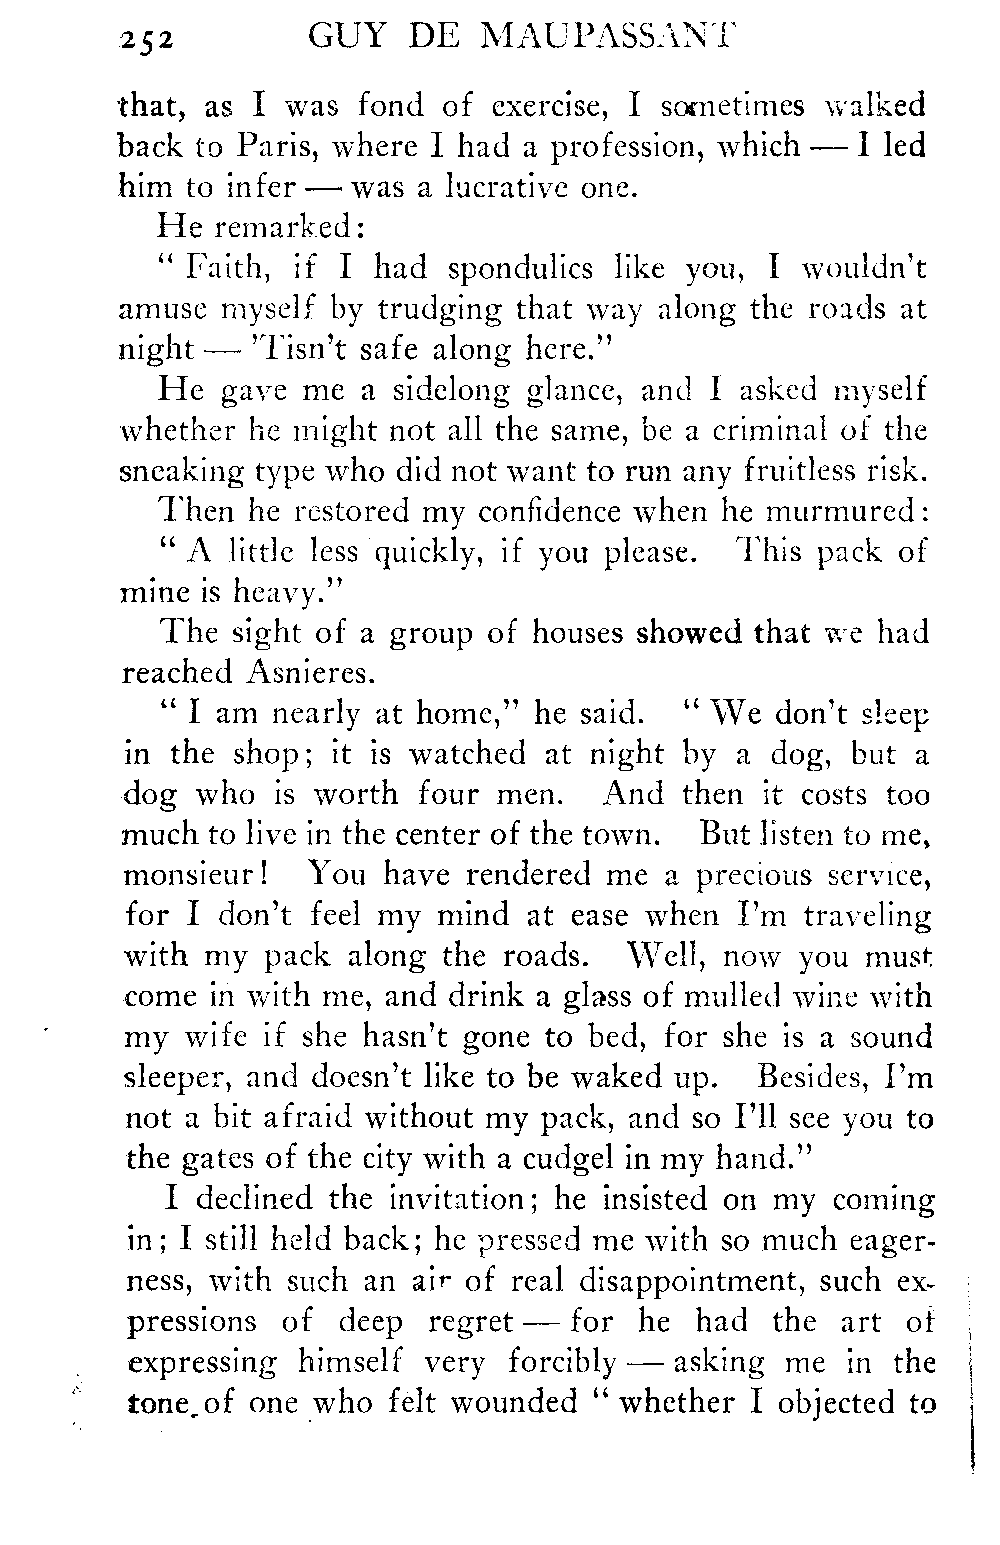 252 GUY DE MAUPASSANT
that, as I was fond of exercise, I sometimes walked
back to Paris, where I had a profession, which — I led
him to infer — was a lucrative one.
He remarked:
" Faith, if I had spondulics like you, I wouldn't
amuse myself by trudging that way along the roads at
night — 'Tisn't safe along here."
He gave me a sidelong glance, and I asked myself
whether he might not all the same, be a criminal of the
sneaking type who did not want to run any fruitless risk.
Then he restored my confidence when he murmured:
" A little less quickly, if you please. This pack of
mine is heavy."
The sight of a group of houses showed that we had
reached Asnieres.
" I am nearly at home," he said. " We don't sleep
in the shop; it is watched at night by a dog, but a
dog who is worth four men. And then it costs too
much to live in the center of the town. But listen to me,
monsieur! You have rendered me a precious service,
for I don't feel my mind at ease when I'm traveling
with my pack along the roads. Well, now you must
come in with me, and drink a glass of mulled wine with
my wife if she hasn't gone to bed, for she is a sound
sleeper, and doesn't like to be waked up. Besides, I'm
not a bit afraid without my pack, and so I'll see you to
the gates of the city with a cudgel in my hand."
I declined the invitation; he insisted on my coming
in; I still held back; he pressed me with so much eager-
ness, with such an air of real disappointment, such ex-
pressions of deep regret — for he had the art of
expressing himself very forcibly — asking me in the
tone of one who felt wounded " whether I objected to